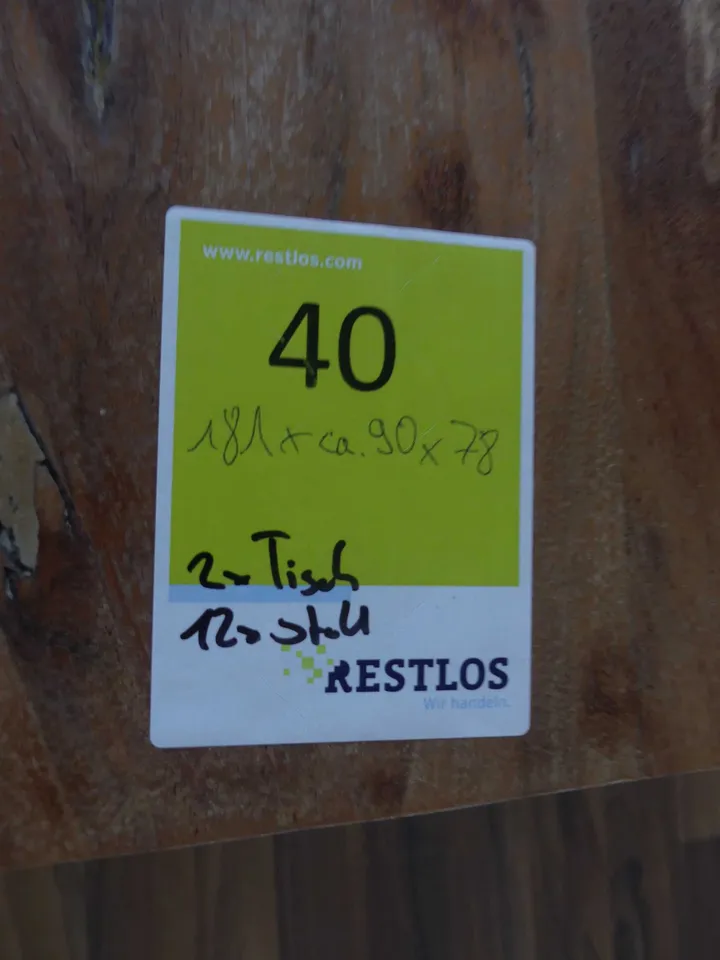 www.restlos.com
40
181 x ca. 90 x 78
2x Tisch
12x Stuhl
RESTLOS
Wir handeln.